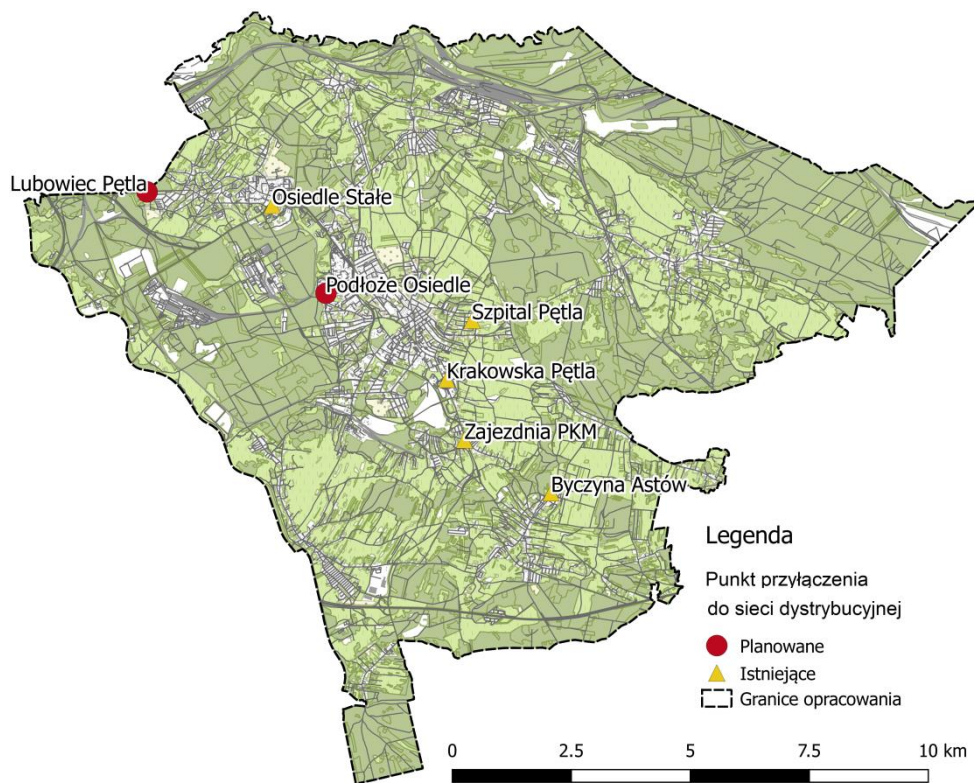 Lubowiec Pętla
Osiedle Stałe
Podłoże Osiedle
Szpital Pętla
Krakowska Pętla
Zajezdnia PKM
Byczyna Astów
Legenda
Punkt przyłączenia
do sieci dystrybucyjnej
Planowane
Istniejące
Granice opracowania
0 2.5 5 7.5 10 km